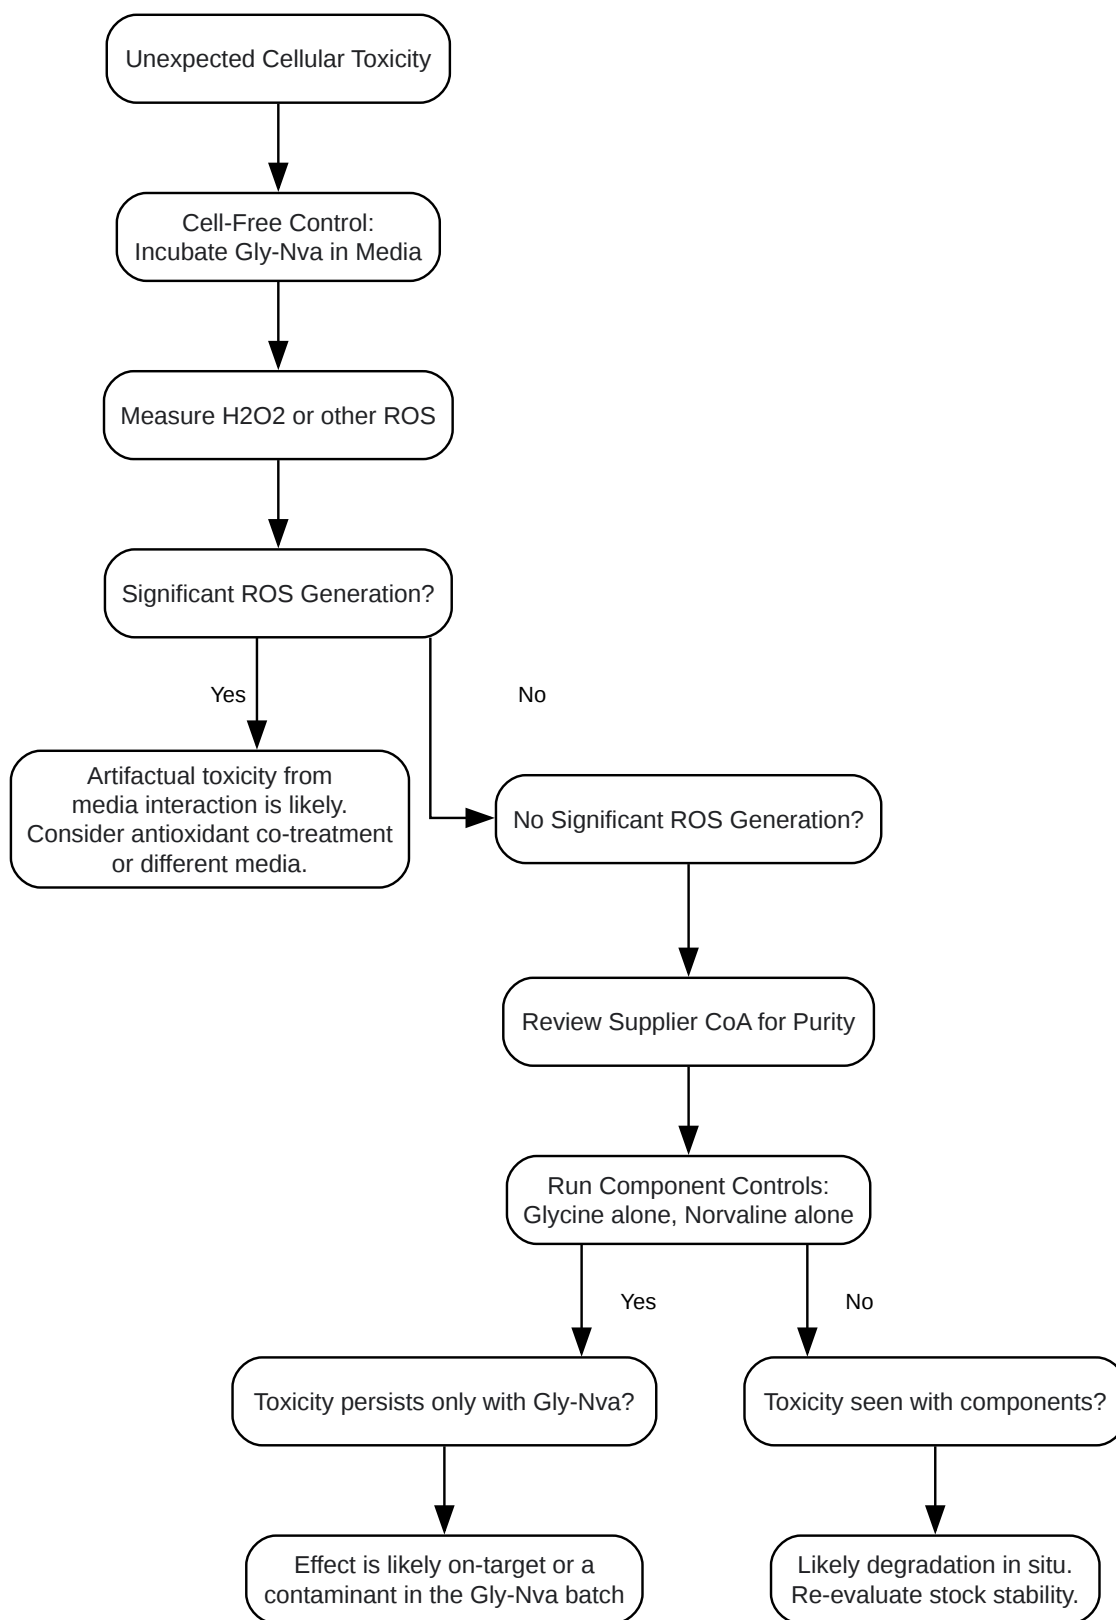 Unexpected Cellular Toxicity
Cell-Free Control:
Incubate Gly-Nva in Media
Measure H2O2 or other ROS
Significant ROS Generation?
Yes
No
Artifactual toxicity from
media interaction is likely.
Consider antioxidant co-treatment
or different media.
No Significant ROS Generation?
Review Supplier CoA for Purity
Run Component Controls:
Glycine alone, Norvaline alone
Yes
No
Toxicity persists only with Gly-Nva?
Toxicity seen with components?
Effect is likely on-target or a
contaminant in the Gly-Nva batch
Likely degradation in situ.
Re-evaluate stock stability.